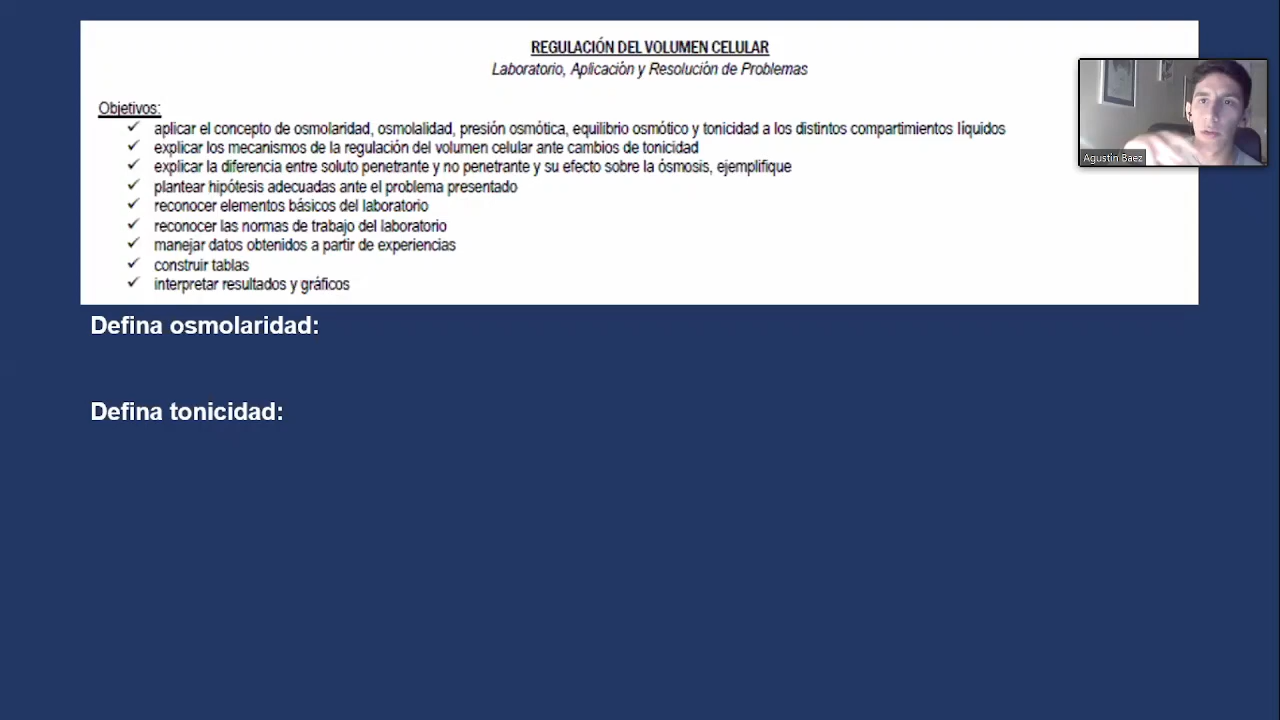 REGULACIÓN DEL VOLUMEN CELULAR
Laboratorio, Aplicación y Resolución de Problemas
Objetivos:
✓ aplicar el concepto de osmolaridad, osmolalidad, presión osmótica, equilibrio osmótico y tonicidad a los distintos compartimientos líquidos
✓ explicar los mecanismos de la regulación del volumen celular ante cambios de tonicidad
✓ explicar la diferencia entre soluto penetrante y no penetrante y su efecto sobre la ósmosis, ejemplifique
✓ plantear hipótesis adecuadas ante el problema presentado
✓ reconocer elementos básicos del laboratorio
✓ reconocer las normas de trabajo del laboratorio
✓ manejar datos obtenidos a partir de experiencias
✓ construir tablas
✓ interpretar resultados y gráficos
Agustin Baez
Defina osmolaridad:
Defina tonicidad: